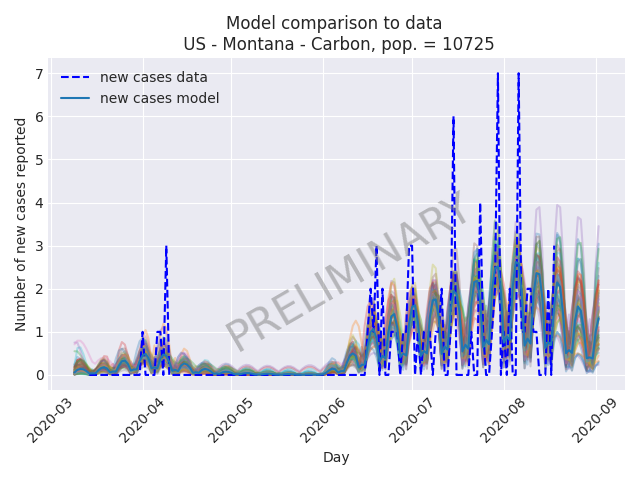 Model comparison to data
US - Montana - Carbon, pop. = 10725
new cases data
new cases model
PRELIMINARY
Number of new cases reported
7
6
5
4
3
2
1
0
2020-03
2020-04
2020-05
2020-06
2020-07
2020-08
2020-09
Day